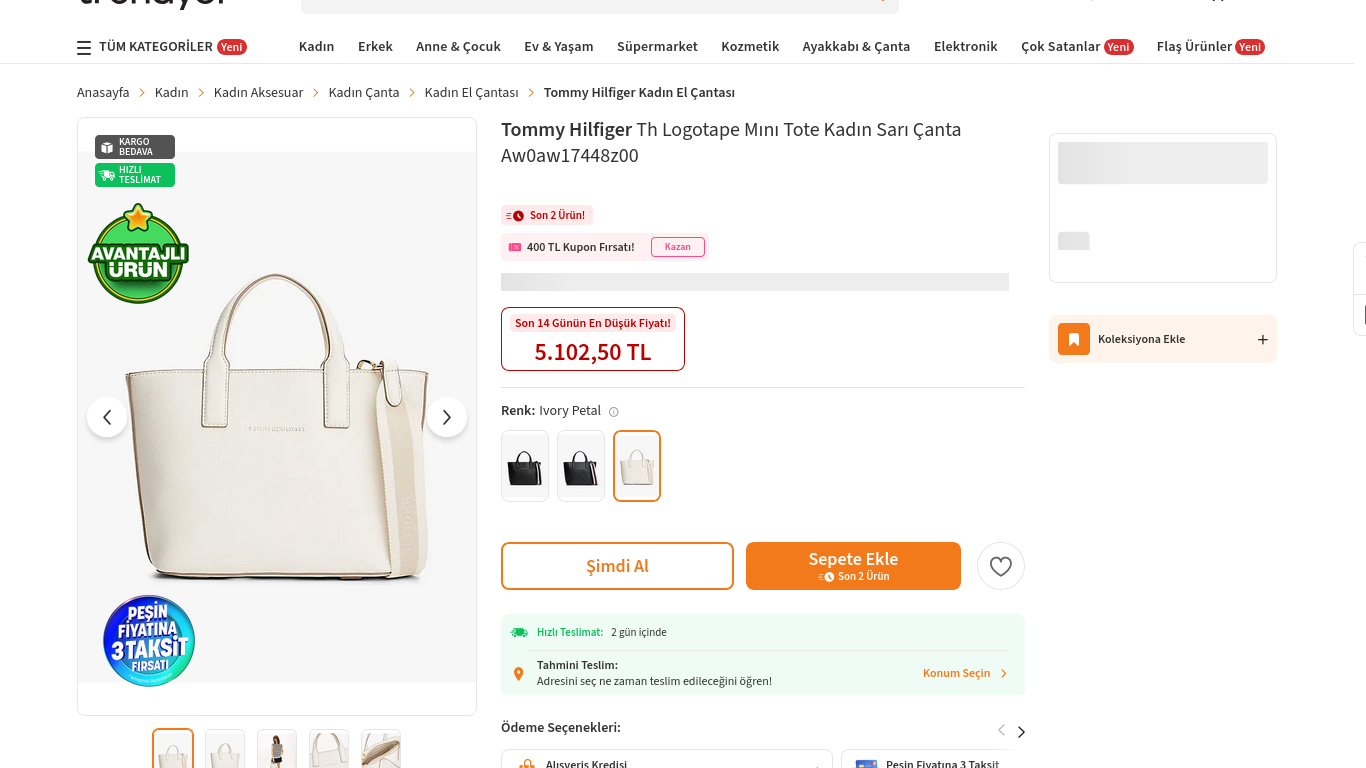 trendyol
TÜM KATEGORİLER Yeni
Kadın
Erkek
Anne & Çocuk
Ev & Yaşam
Süpermarket
Kozmetik
Ayakkabı & Çanta
Elektronik
Çok Satanlar Yeni
Flaş Ürünler Yeni
Anasayfa
Kadın
Kadın Aksesuar
Kadın Çanta
Kadın El Çantası
Tommy Hilfiger Kadın El Çantası
KARGO
BEDAVA
HIZLI
TESLİMAT
AVANTAJLI
ÜRÜN
TOMMY HILFIGER
PEŞİN
FİYATINA
3 TAKSİT
FIRSATI
Tommy Hilfiger Th Logotape Mını Tote Kadın Sarı Çanta
Aw0aw17448z00
Son 2 Ürün!
400 TL Kupon Fırsatı!
Kazan
Son 14 Günün En Düşük Fiyatı!
5.102,50 TL
Renk: Ivory Petal
Şimdi Al
Sepete Ekle
Son 2 Ürün
Hızlı Teslimat: 2 gün içinde
Tahmini Teslim:
Adresini seç ne zaman teslim edileceğini öğren!
Konum Seçin
Ödeme Seçenekleri:
Alışveriş Kredisi
Peşin Fiyatına 3 Taksit
Koleksiyona Ekle